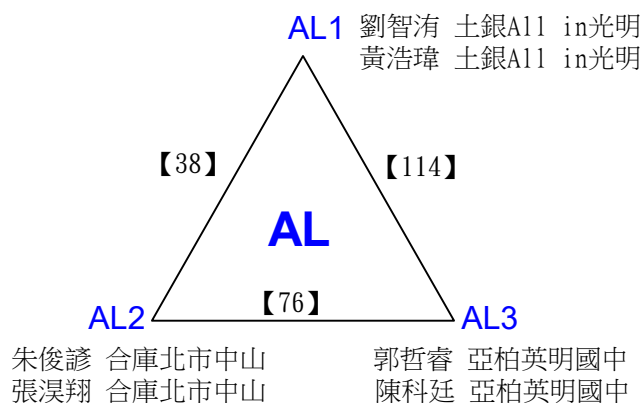 AL1 劉智洧 土銀All in光明
黃浩瑋 土銀All in光明
【38】 【114】
AL
【76】
AL2 AL3
朱俊諺 合庫北市中山 郭哲睿 亞柏英明國中
張淏翔 合庫北市中山 陳科廷 亞柏英明國中